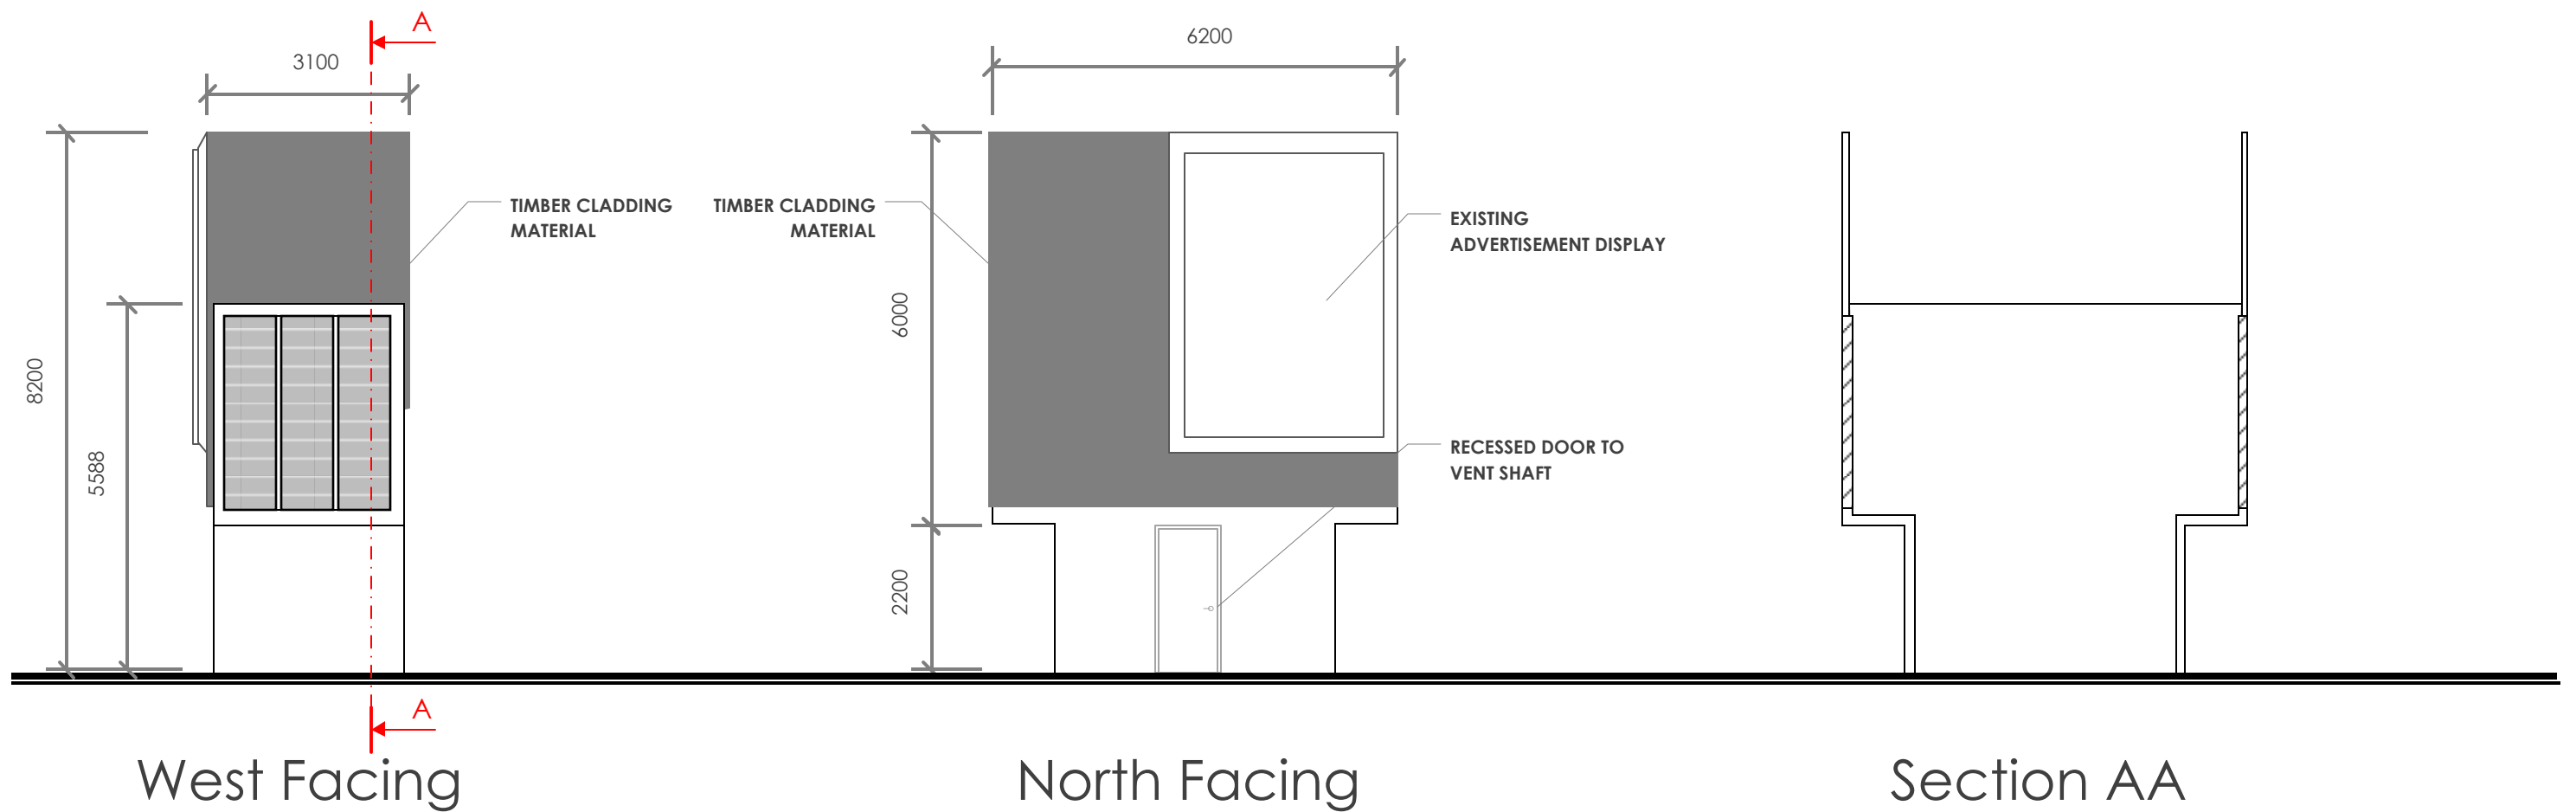 A
3100
6200
TIMBER CLADDING
MATERIAL
TIMBER CLADDING
MATERIAL
EXISTING
ADVERTISEMENT DISPLAY
8200
5588
6000
2200
RECESSED DOOR TO
VENT SHAFT
A
West Facing
North Facing
Section AA